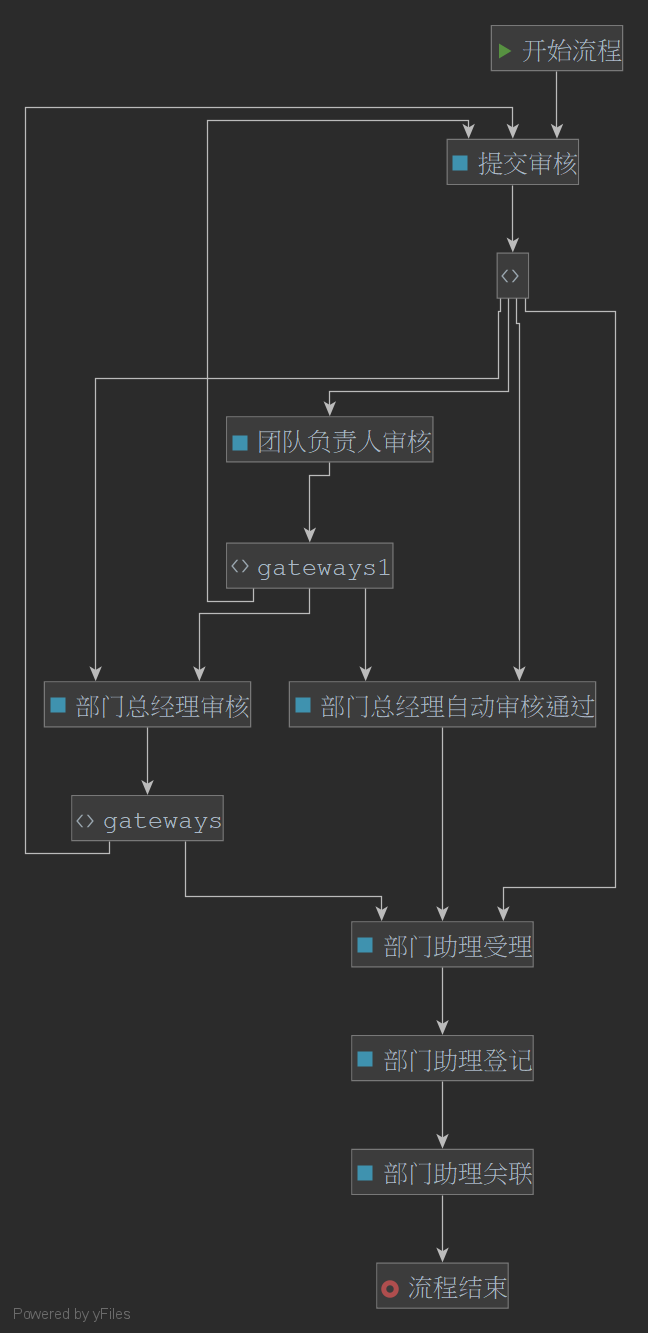 开始流程
提交审核
<>
团队负责人审核
<> gateways1
部门总经理审核
部门总经理自动审核通过
<> gateways
部门助理受理
部门助理登记
部门助理关联
流程结束
Powered by yFiles